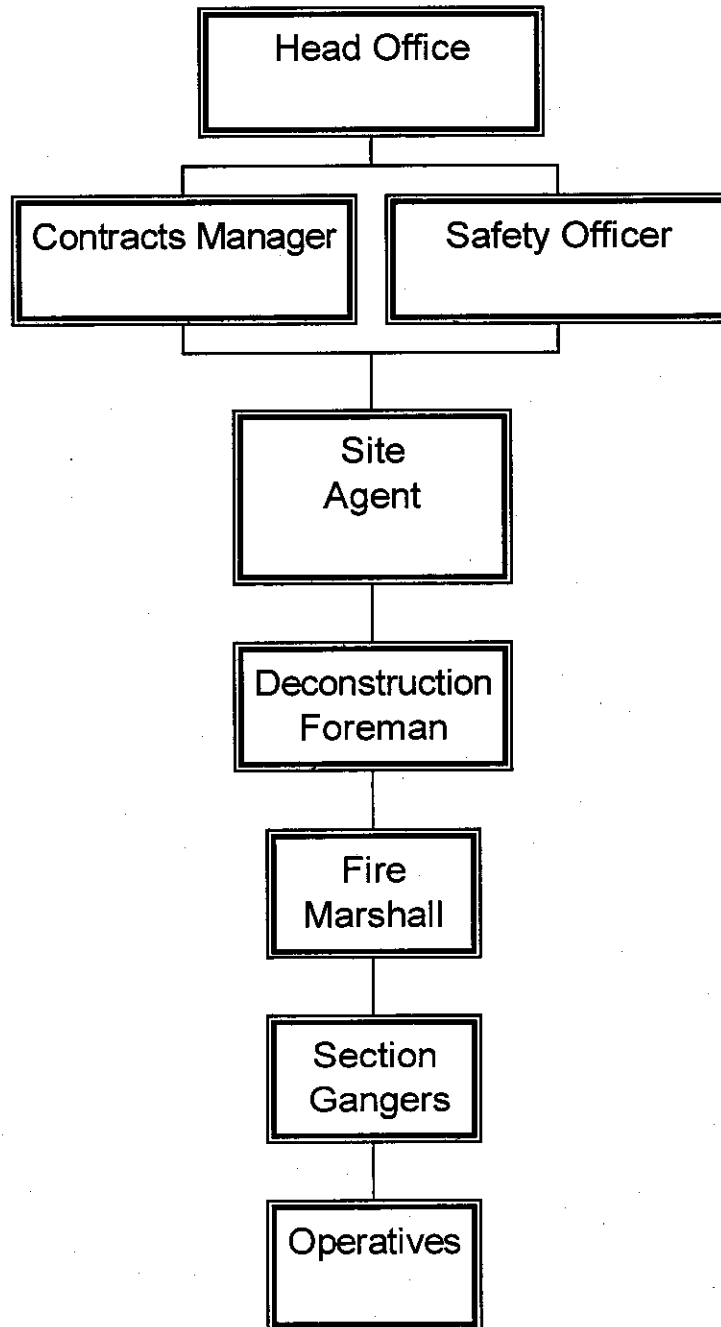 Head Office
Contracts Manager
Safety Officer
Site
Agent
Deconstruction
Foreman
Fire
Marshall
Section
Gangers
Operatives